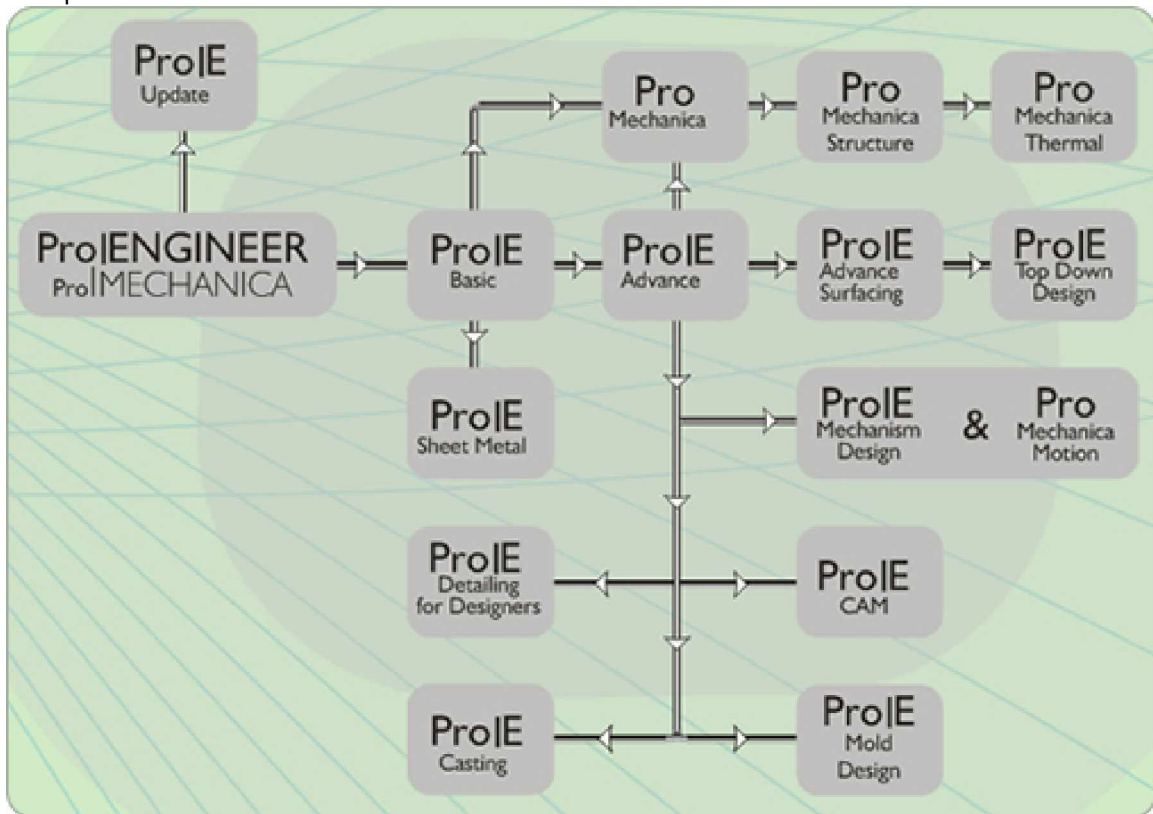 Pro|E
Update
Pro
Mechanica
Pro
Mechanica
Structure
Pro
Mechanica
Thermal
Pro|ENGINEER
Pro|MECHANICA
Pro|E
Basic
Pro|E
Advance
Pro|E
Advance
Surfacing
Pro|E
Top Down
Design
Pro|E
Sheet Metal
Pro|E
Mechanism
Design
&
Pro
Mechanica
Motion
Pro|E
Detailing
for Designers
Pro|E
CAM
Pro|E
Casting
Pro|E
Mold
Design